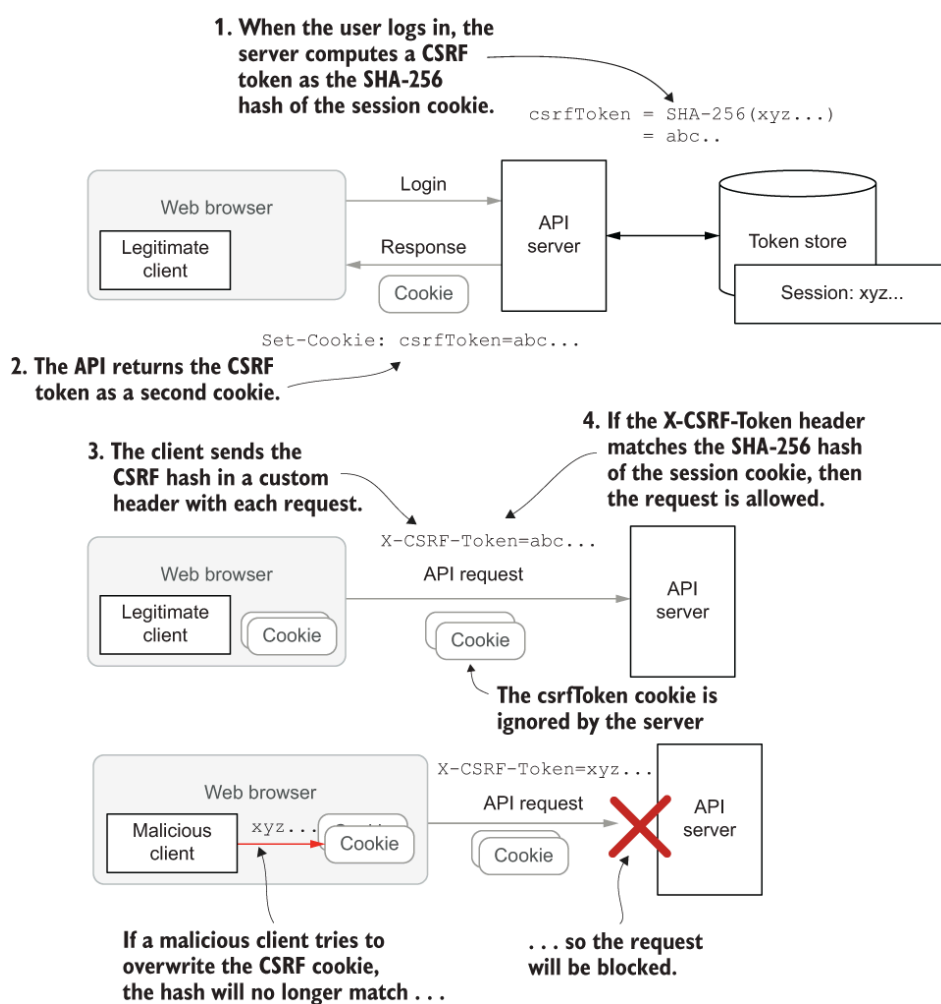 1. When the user logs in, the
server computes a CSRF
token as the SHA-256
hash of the session cookie.
csrfToken = SHA-256(xyz...)
= abc..
Web browser
Legitimate
client
Login
Response
Cookie
API
server
Token store
Session: xyz...
Set-Cookie: csrfToken=abc...
2. The API returns the CSRF
token as a second cookie.
3. The client sends the
CSRF hash in a custom
header with each request.
4. If the X-CSRF-Token header
matches the SHA-256 hash
of the session cookie, then
the request is allowed.
X-CSRF-Token=abc...
Web browser
Legitimate
client
Cookie
API request
Cookie
API
server
The csrfToken cookie is
ignored by the server
X-CSRF-Token=xyz...
Web browser
Malicious
client
xyz...
Cookie
API request
Cookie
API
server
If a malicious client tries to
overwrite the CSRF cookie,
the hash will no longer match . . .
. . . so the request
will be blocked.